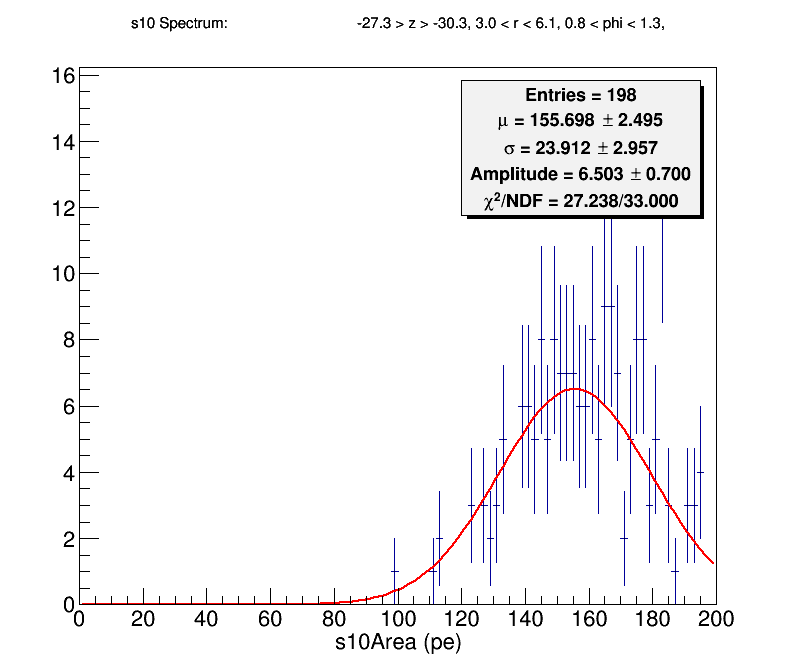 s10 Spectrum: -27.3 > z > -30.3, 3.0 < r < 6.1, 0.8 < phi < 1.3,
Entries = 198
μ = 155.698 ± 2.495
σ = 23.912 ± 2.957
Amplitude = 6.503 ± 0.700
χ²/NDF = 27.238/33.000
16
14
12
10
8
6
4
2
0
0 20 40 60 80 100 120 140 160 180 200
s10Area (pe)